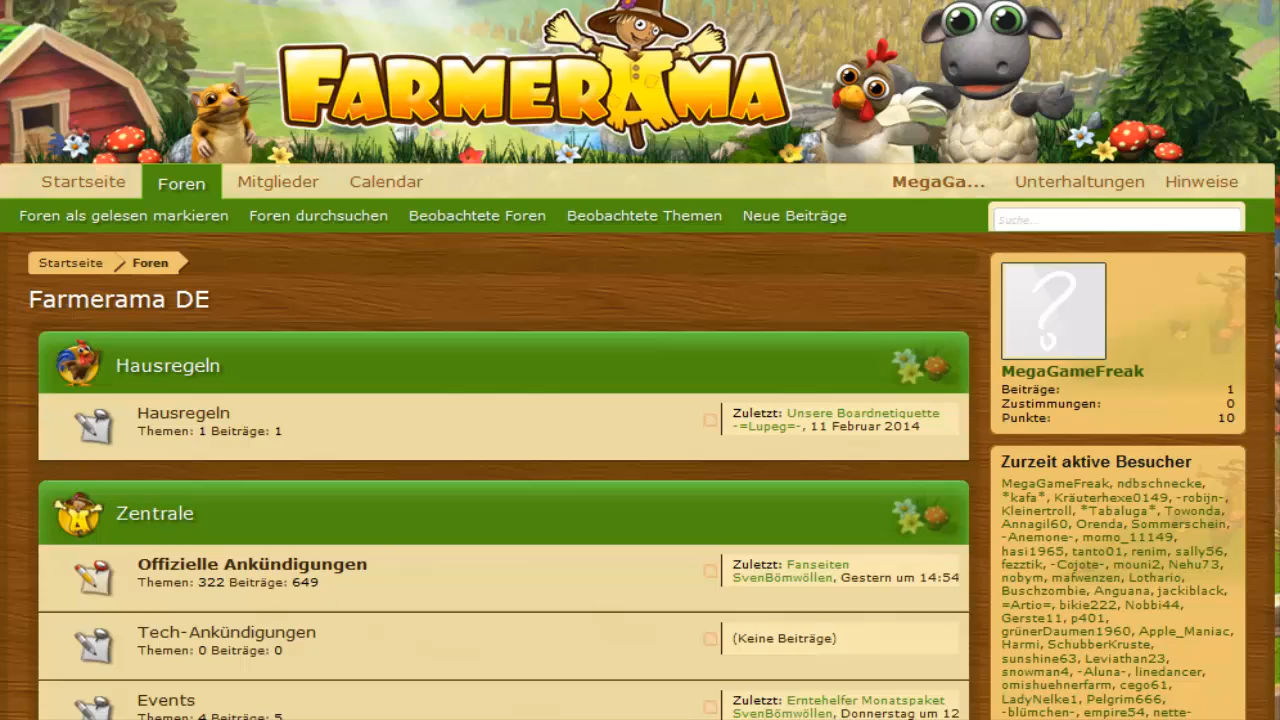 FARMERAMA
Startseite Foren Mitglieder Calendar MegaGa... Unterhaltungen Hinweise
Foren als gelesen markieren Foren durchsuchen Beobachtete Foren Beobachtete Themen Neue Beiträge Suche...
Startseite Foren
Farmerama DE
Hausregeln
Hausregeln
Themen: 1 Beiträge: 1
Zuletzt: Unsere Boardnetiquette
-=Lupeg=-, 11 Februar 2014
Zentrale
Offizielle Ankündigungen
Themen: 322 Beiträge: 649
Zuletzt: Fanseiten
SvenBömwöllen, Gestern um 14:54
Tech-Ankündigungen
Themen: 0 Beiträge: 0
(Keine Beiträge)
Events
Themen: 4 Beiträge: 5
Zuletzt: Erntehelfer Monatspaket
SvenBömwöllen, Donnerstag um 12
MegaGameFreak
Beiträge: 1
Zustimmungen: 0
Punkte: 10
Zurzeit aktive Besucher
MegaGameFreak, ndbschnecke,
*kafa*, Kräuterhexe0149, -robijn-,
Kleinertroll, *Tabaluga*, Towonda,
Annagil60, Orenda, Sommerschein,
-Anemone-, momo_11149,
hasi1965, tanto01, renim, sally56,
fezztik, -Cojote-, mouni2, Nehu73,
nobym, mafwenzen, Lothario,
Buschzombie, Anguana, jackiblack,
=Artio=, bikie222, Nobbi44,
Gerste11, p401,
grünerDaumen1960, Apple_Maniac,
Harmi, SchubberKruste,
sunshine63, Leviathan23,
snowman4, -Aluna-, linedancer,
omishuehnerfarm, cego61,
LadyNelke1, Pelgrim666,
-blümchen-, empire54, nette-